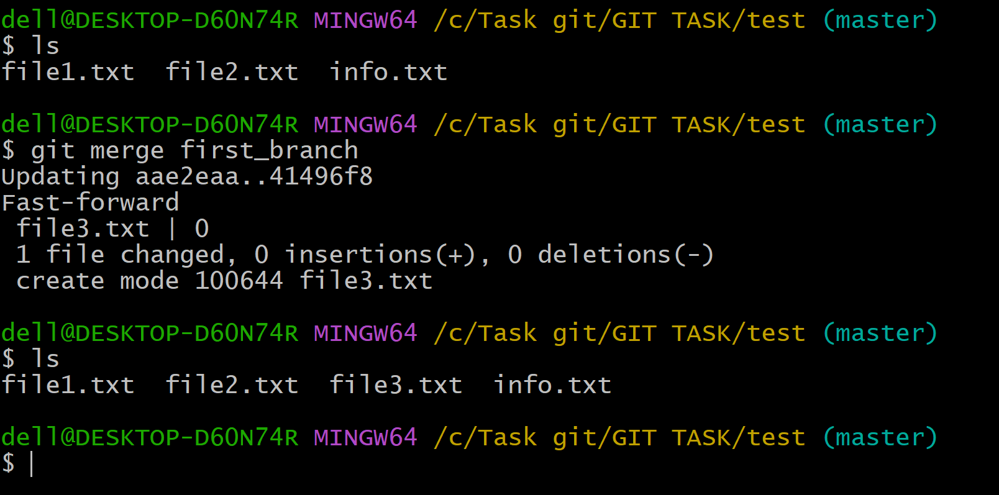 dell@DESKTOP-D6ON74R MINGW64 /c/Task git/GIT TASK/test (master)
$ ls
file1.txt  file2.txt  info.txt
dell@DESKTOP-D6ON74R MINGW64 /c/Task git/GIT TASK/test (master)
$ git merge first_branch
Updating aae2eaa..41496f8
Fast-forward
 file3.txt | 0
 1 file changed, 0 insertions(+), 0 deletions(-)
 create mode 100644 file3.txt
dell@DESKTOP-D6ON74R MINGW64 /c/Task git/GIT TASK/test (master)
$ ls
file1.txt  file2.txt  file3.txt  info.txt
dell@DESKTOP-D6ON74R MINGW64 /c/Task git/GIT TASK/test (master)
$